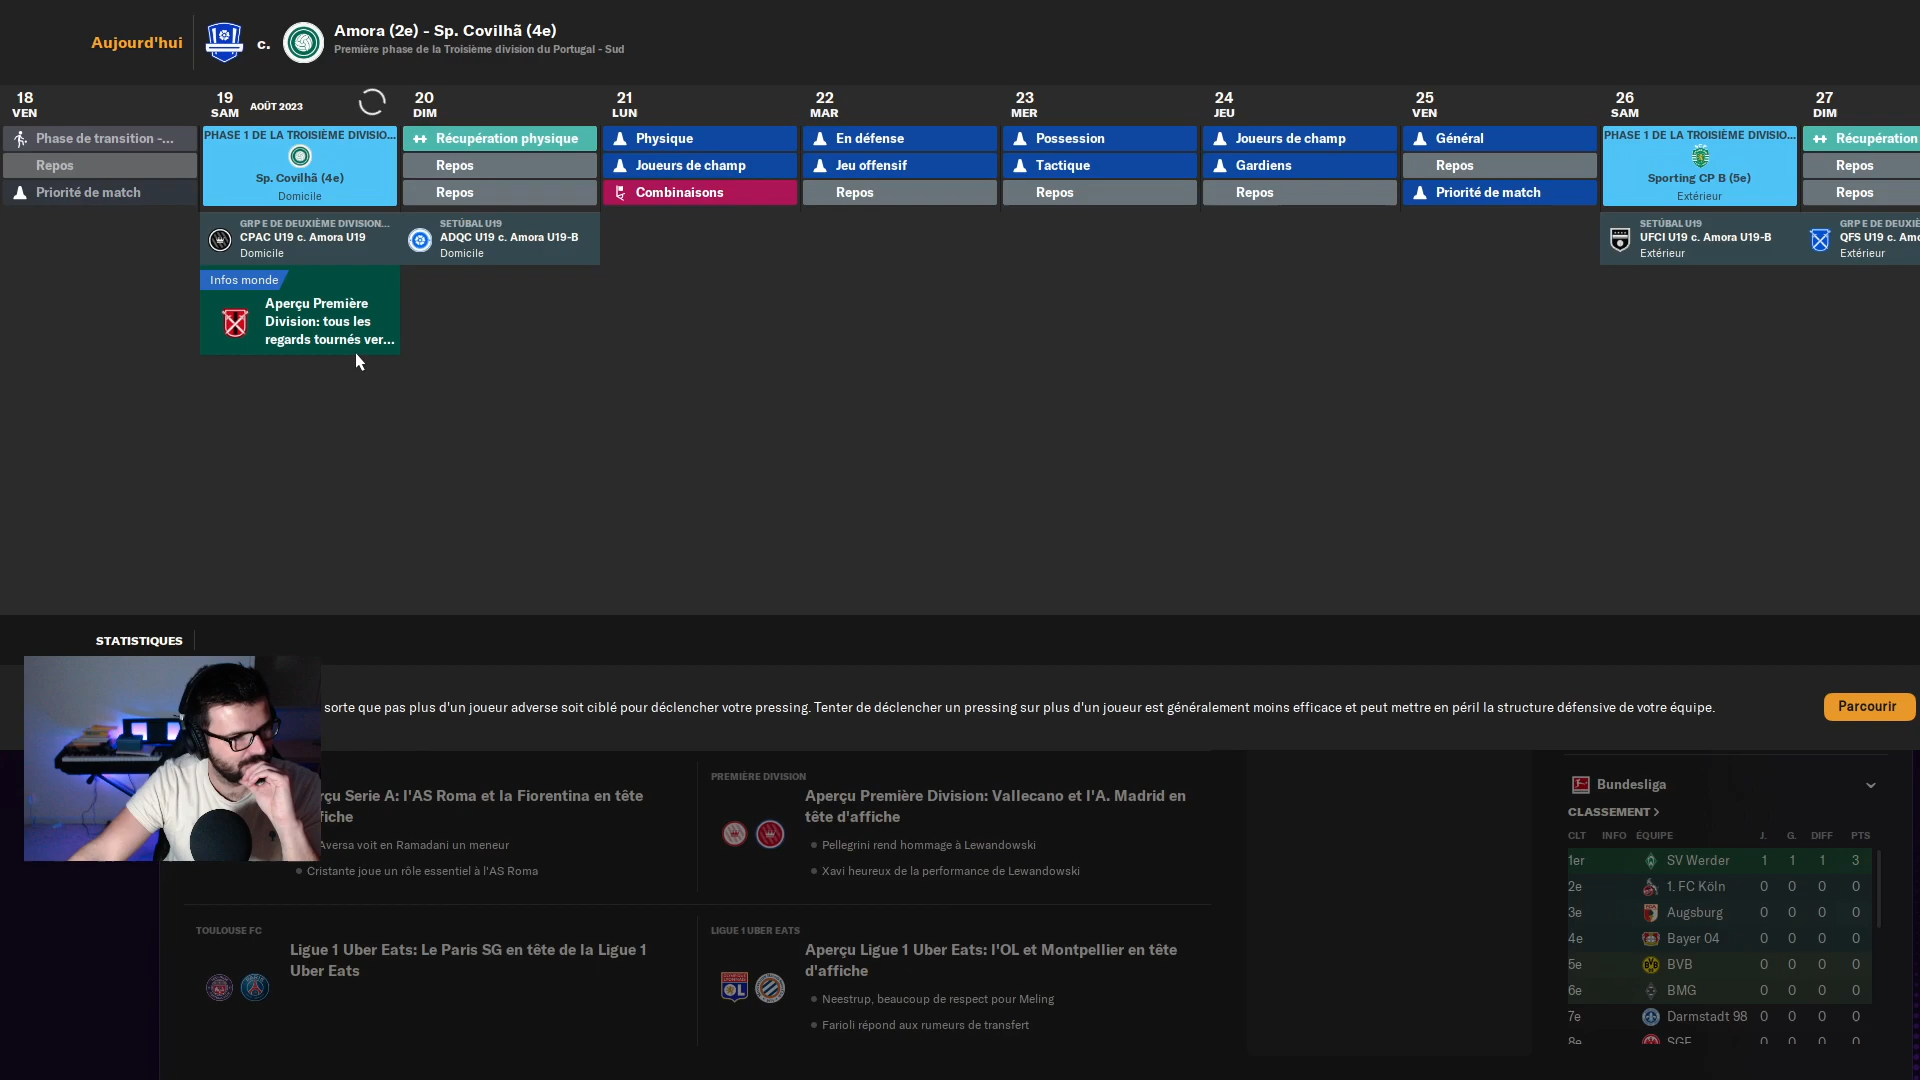 Aujourd'hui
c.
Amora (2e) - Sp. Covilhã (4e)
Première phase de la Troisième division du Portugal - Sud
18
VEN
19
SAM
AOÛT 2023
20
DIM
21
LUN
22
MAR
23
MER
24
JEU
25
VEN
26
SAM
27
DIM
Phase de transition -...
Repos
Priorité de match
PHASE 1 DE LA TROISIÈME DIVISIO...
Sp. Covilhã (4e)
Domicile
Récupération physique
Repos
Repos
Physique
Joueurs de champ
Combinaisons
En défense
Jeu offensif
Repos
Possession
Tactique
Repos
Joueurs de champ
Gardiens
Repos
Général
Repos
Priorité de match
PHASE 1 DE LA TROISIÈME DIVISIO...
Sporting CP B (5e)
Extérieur
Récupération
Repos
Repos
GRP E DE DEUXIÈME DIVISION...
CPAC U19 c. Amora U19
Domicile
SETÚBAL U19
ADQC U19 c. Amora U19-B
Domicile
SETÚBAL U19
UFCI U19 c. Amora U19-B
Extérieur
GRP E DE DEUXIÈ
QFS U19 c. Amo
Extérieur
Infos monde
Aperçu Première
Division: tous les
regards tournés ver...
STATISTIQUES
sorte que pas plus d'un joueur adverse soit ciblé pour déclencher votre pressing. Tenter de déclencher un pressing sur plus d'un joueur est généralement moins efficace et peut mettre en péril la structure défensive de votre équipe.
Parcourir
rçu Serie A: l'AS Roma et la Fiorentina en tête
ffiche
Aversa voit en Ramadani un meneur
Cristante joue un rôle essentiel à l'AS Roma
PREMIÈRE DIVISION
Aperçu Première Division: Vallecano et l'A. Madrid en
tête d'affiche
Pellegrini rend hommage à Lewandowski
Xavi heureux de la performance de Lewandowski
TOULOUSE FC
Ligue 1 Uber Eats: Le Paris SG en tête de la Ligue 1
Uber Eats
LIGUE 1 UBER EATS
Aperçu Ligue 1 Uber Eats: l'OL et Montpellier en tête
d'affiche
Neestrup, beaucoup de respect pour Meling
Farioli répond aux rumeurs de transfert
Bundesliga
CLASSEMENT >
CLT INFO ÉQUIPE J. G. DIFF PTS
1er SV Werder 1 1 1 3
2e 1. FC Köln 0 0 0 0
3e Augsburg 0 0 0 0
4e Bayer 04 0 0 0 0
5e BVB 0 0 0 0
6e BMG 0 0 0 0
7e Darmstadt 98 0 0 0 0
8e SGE 0 0 0 0